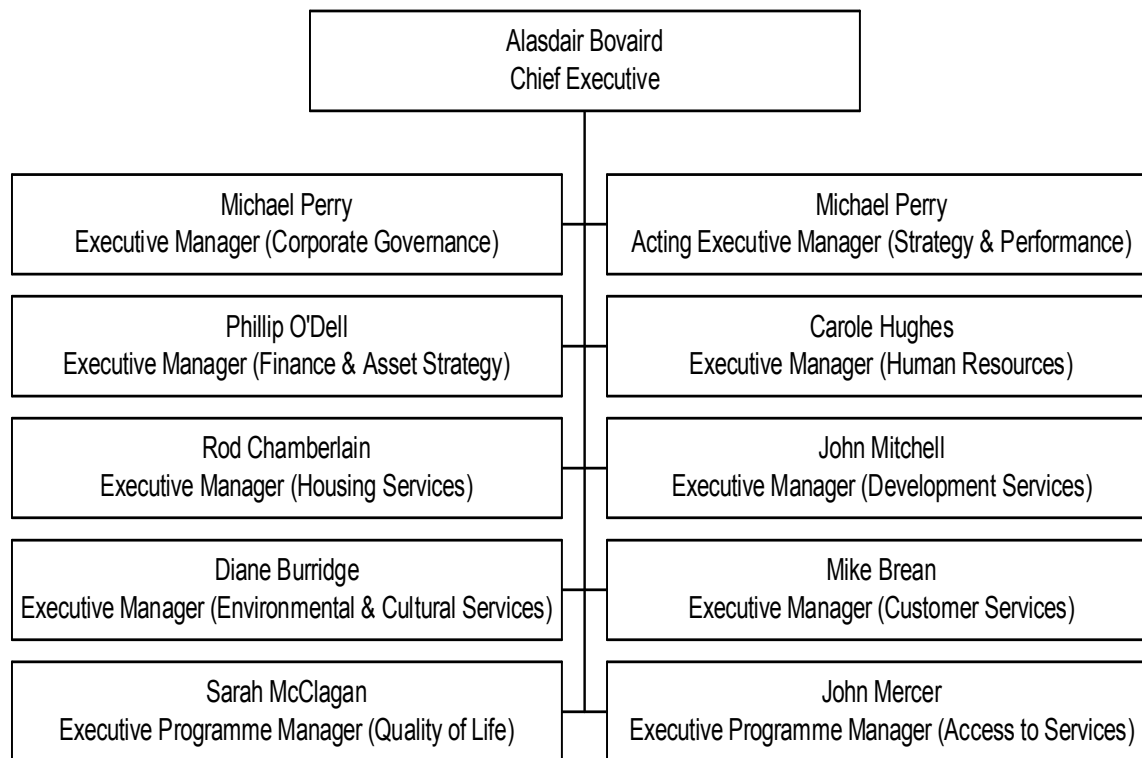 Alasdair Bovaird
Chief Executive
Michael Perry
Executive Manager (Corporate Governance)
Michael Perry
Acting Executive Manager (Strategy & Performance)
Phillip O'Dell
Executive Manager (Finance & Asset Strategy)
Carole Hughes
Executive Manager (Human Resources)
Rod Chamberlain
Executive Manager (Housing Services)
John Mitchell
Executive Manager (Development Services)
Diane Burridge
Executive Manager (Environmental & Cultural Services)
Mike Brean
Executive Manager (Customer Services)
Sarah McClagan
Executive Programme Manager (Quality of Life)
John Mercer
Executive Programme Manager (Access to Services)